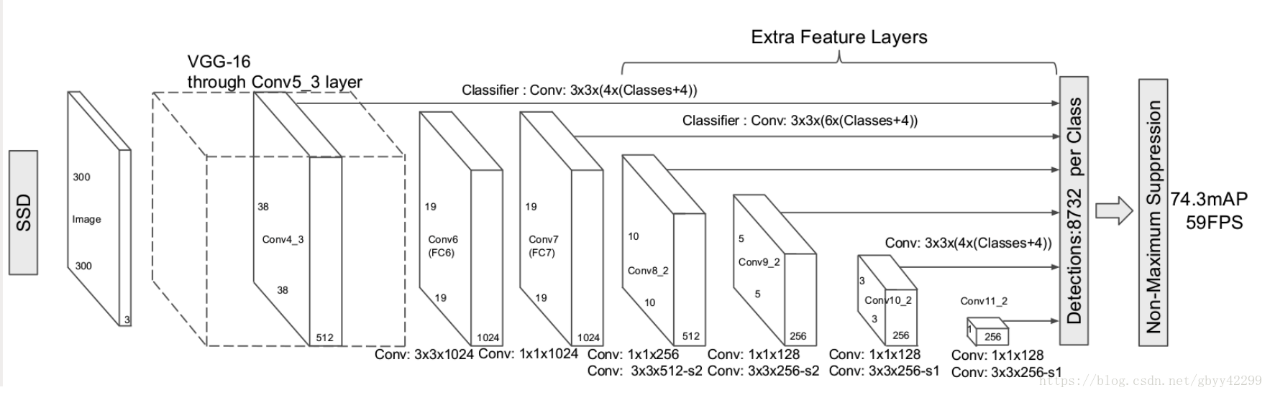 Extra Feature Layers
VGG-16
through Conv5_3 layer
Classifier : Conv: 3x3x(4x(Classes+4))
Classifier : Conv: 3x3x(6x(Classes+4))
SSD
300
Image
300
3
38
Conv4_3
38
512
19
Conv6
(FC6)
19
1024
19
Conv7
(FC7)
19
1024
10
Conv8_2
10
512
5
Conv9_2
5
256
Conv: 3x3x(4x(Classes+4))
3
Conv10_2
3
256
Conv11_2
1
256
Detections:8732 per Class
Non-Maximum Suppression
74.3mAP
59FPS
Conv: 3x3x1024
Conv: 1x1x1024
Conv: 1x1x256
Conv: 3x3x512-s2
Conv: 1x1x128
Conv: 3x3x256-s2
Conv: 1x1x128
Conv: 3x3x256-s1
Conv: 1x1x128
Conv: 3x3x256-s1
https://blog.csdn.net/gbyy42299